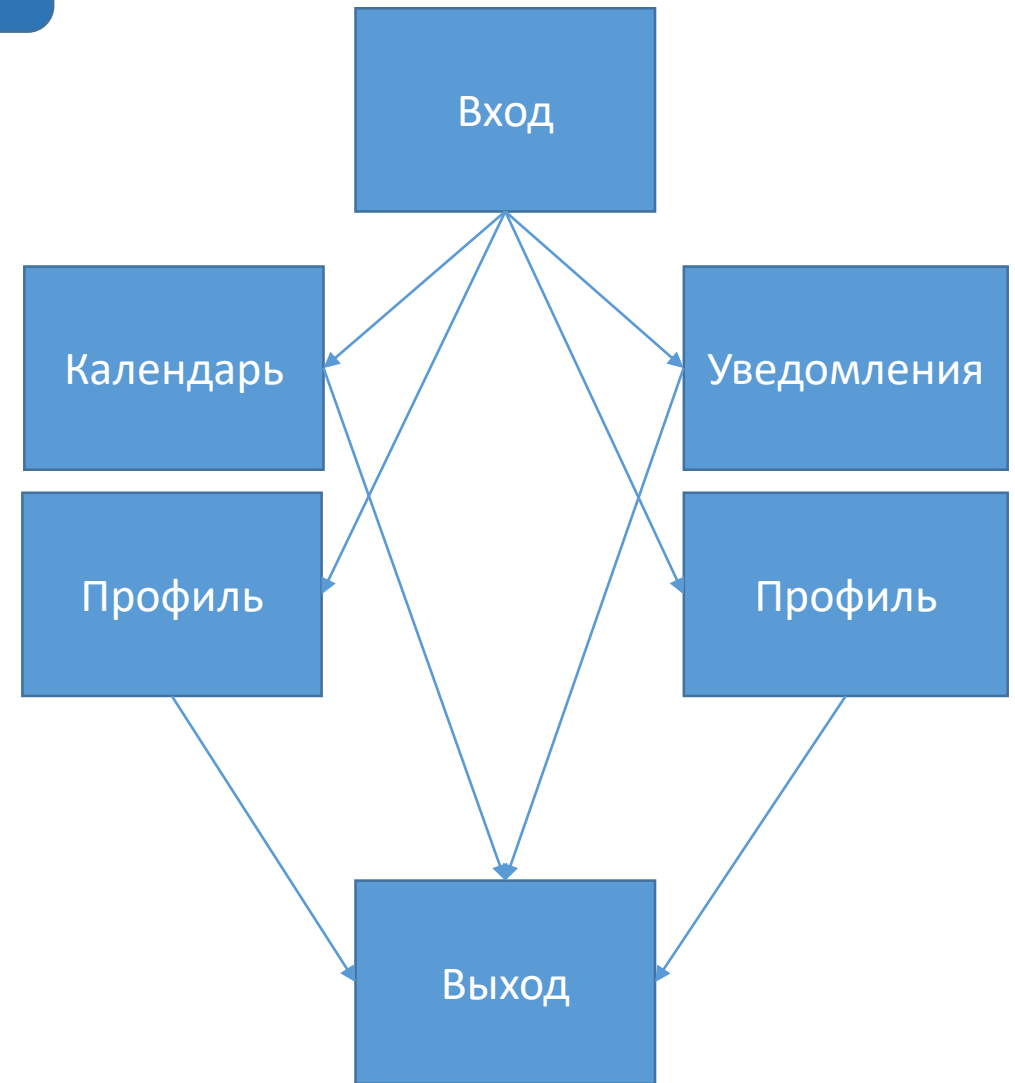 Вход
Календарь
Уведомления
Профиль
Профиль
Выход